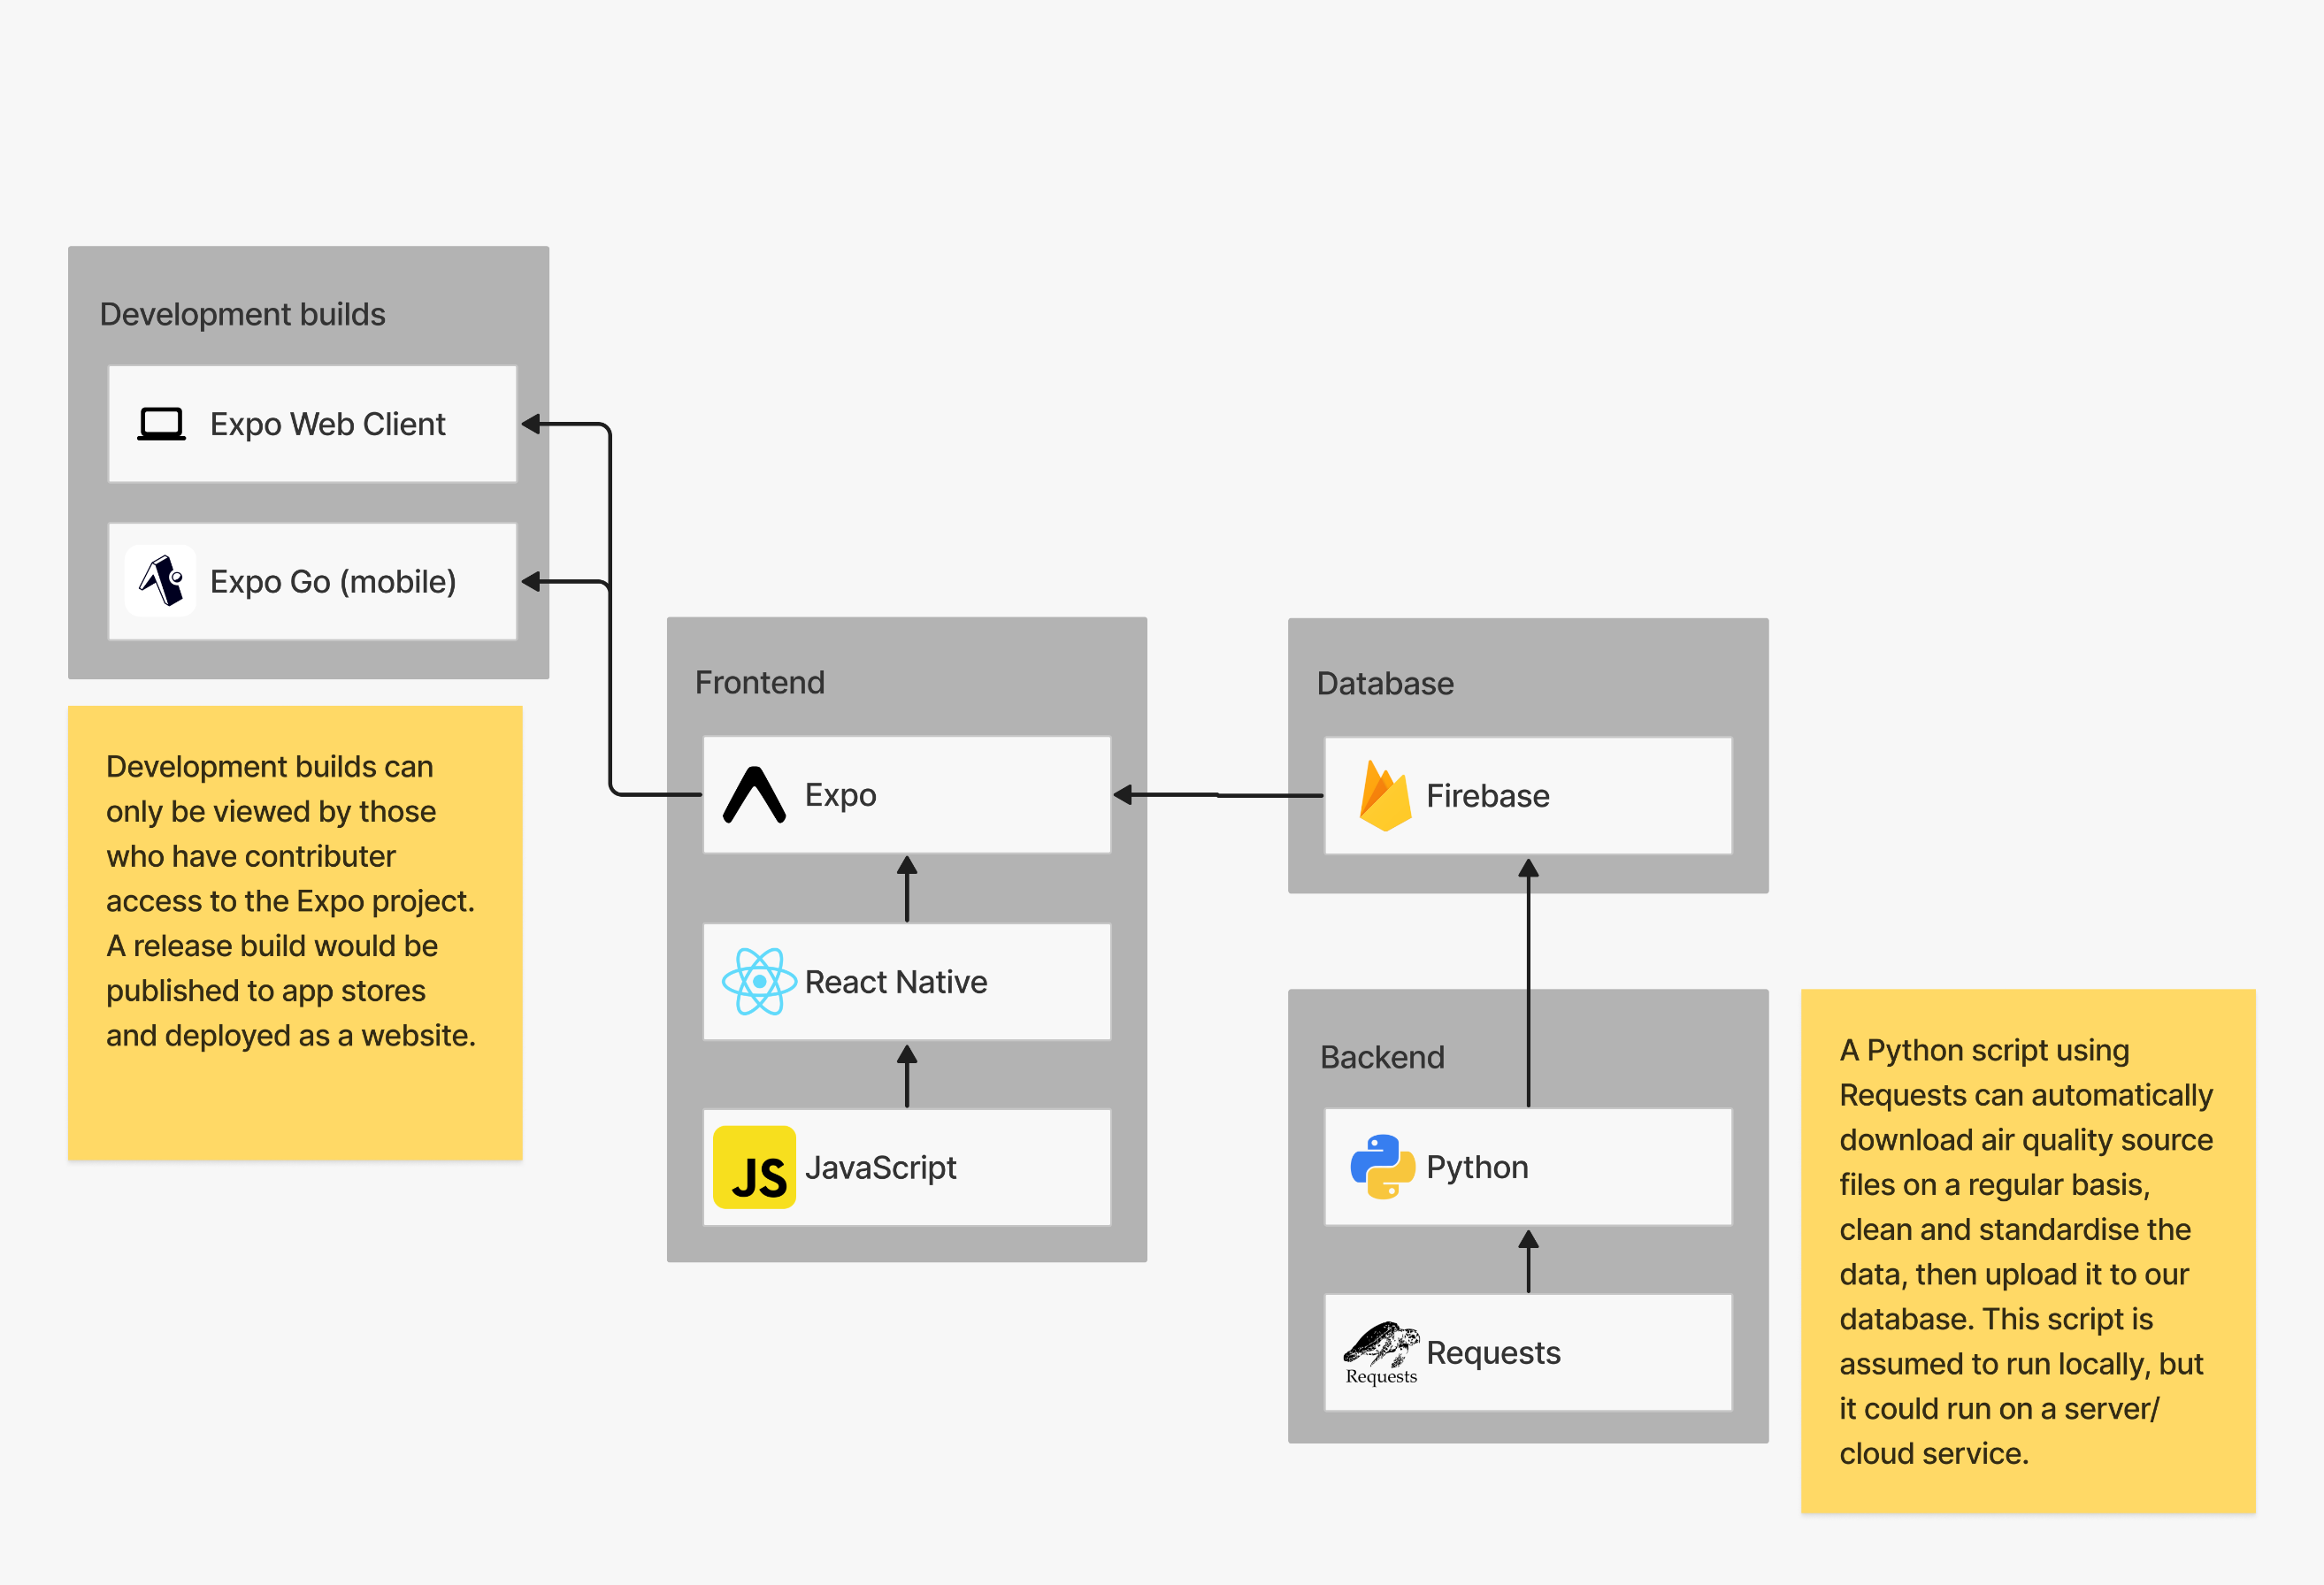 Development builds
Expo Web Client
Expo Go (mobile)
Development builds can
only be viewed by those
who have contributer
access to the Expo project.
A release build would be
published to app stores
and deployed as a website.
Frontend
Expo
React Native
JS
JavaScript
Database
Firebase
Backend
Python
Requests
Requests
A Python script using
Requests can automatically
download air quality source
files on a regular basis,
clean and standardise the
data, then upload it to our
database. This script is
assumed to run locally, but
it could run on a server/
cloud service.